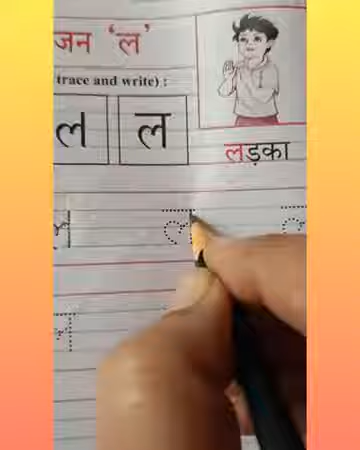 जन ‘ल’
trace and write) :
ल ल
लड़का
ल ल ल
ल